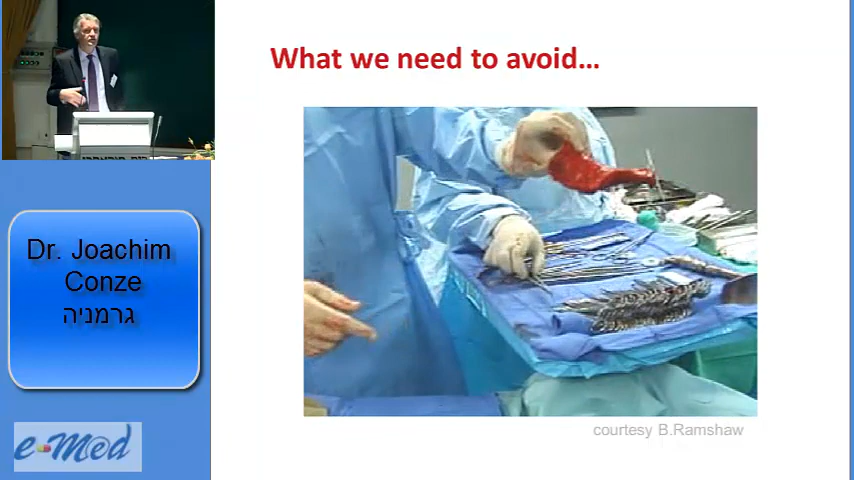 What we need to avoid...
Dr. Joachim
Conze
גרמניה
e-Med
courtesy B.Ramshaw